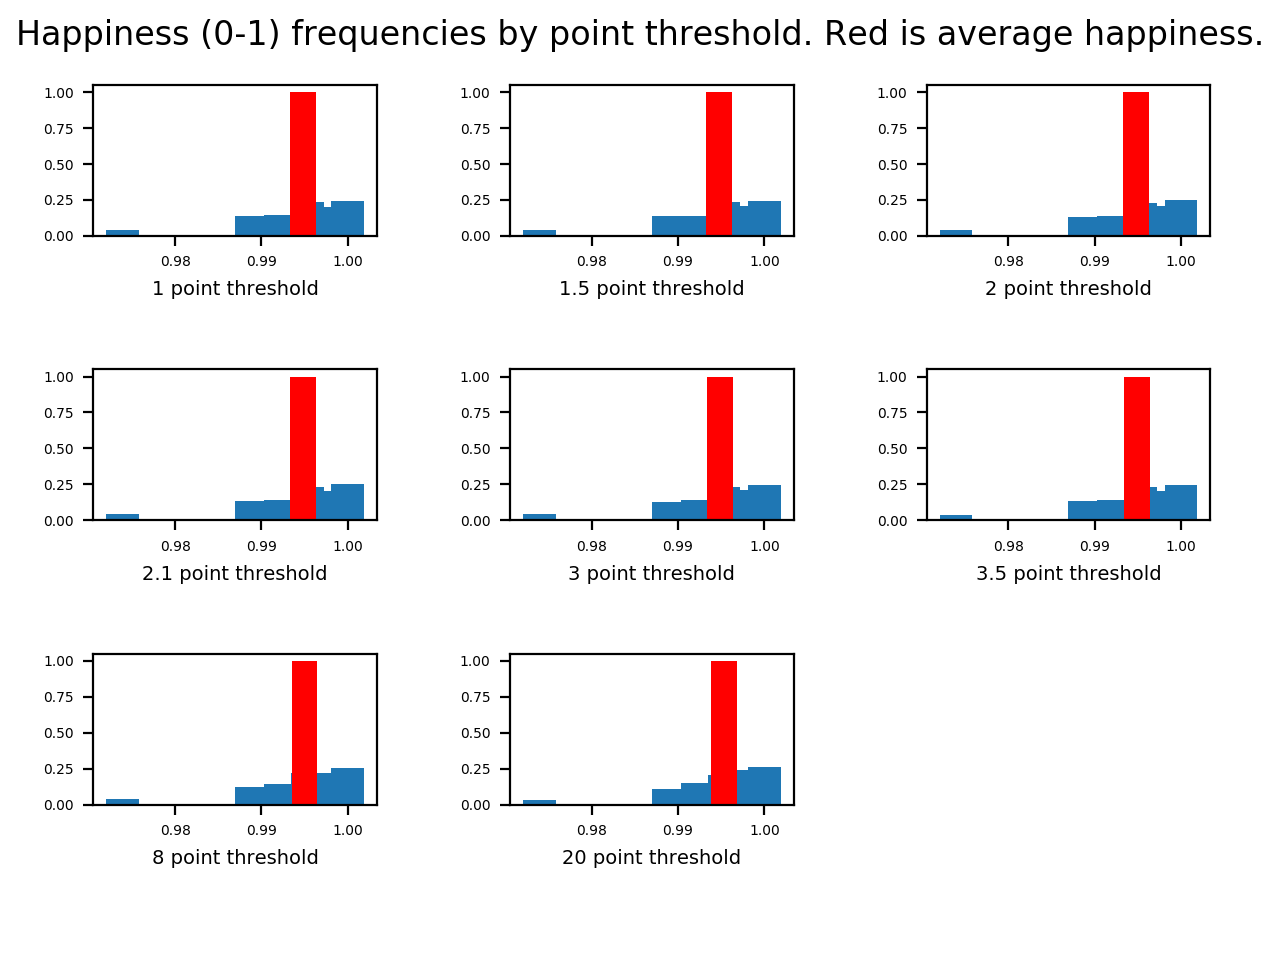 Happiness (0-1) frequencies by point threshold. Red is average happiness.
1.00 1.00 1.00
0.75 0.75 0.75
0.50 0.50 0.50
0.25 0.25 0.25
0.00 0.00 0.00
0.98 0.99 1.00 0.98 0.99 1.00 0.98 0.99 1.00
1 point threshold 1.5 point threshold 2 point threshold
1.00 1.00 1.00
0.75 0.75 0.75
0.50 0.50 0.50
0.25 0.25 0.25
0.00 0.00 0.00
0.98 0.99 1.00 0.98 0.99 1.00 0.98 0.99 1.00
2.1 point threshold 3 point threshold 3.5 point threshold
1.00 1.00
0.75 0.75
0.50 0.50
0.25 0.25
0.00 0.00
0.98 0.99 1.00 0.98 0.99 1.00
8 point threshold 20 point threshold